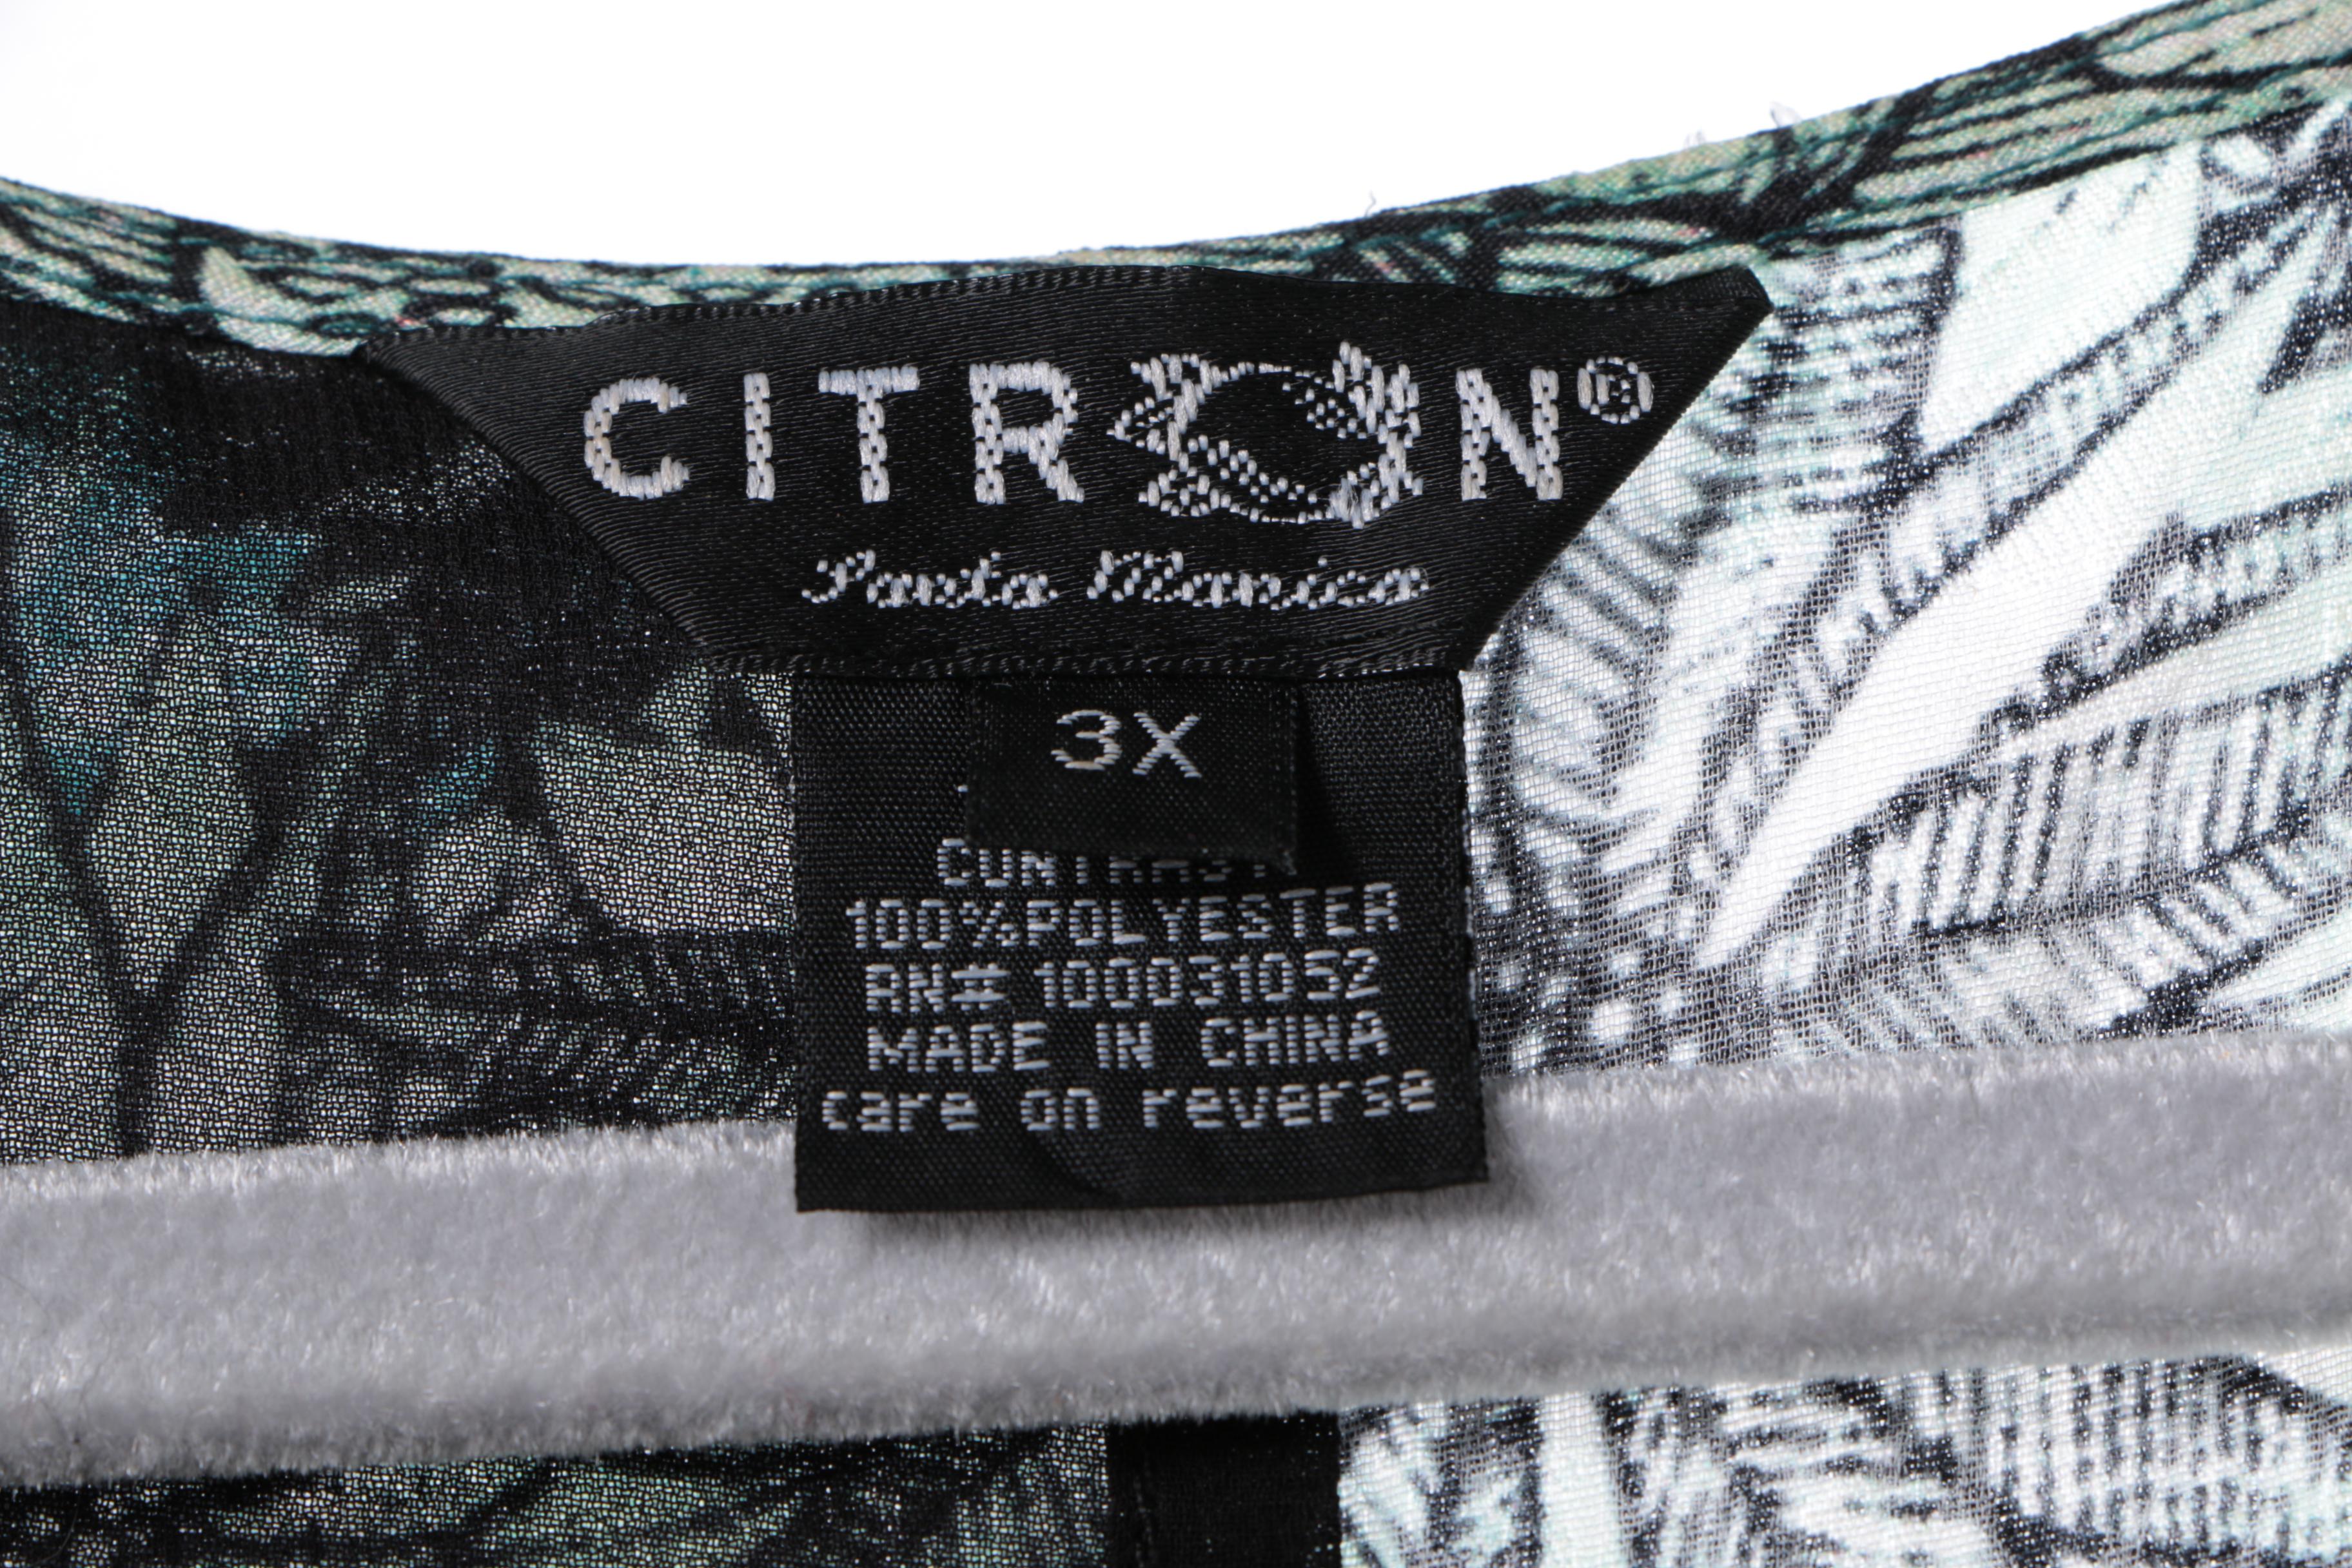 CITRON®
Santa Monica
3X
CONTRAST
100%POLYESTER
RN# 100031052
MADE IN CHINA
care on reverse